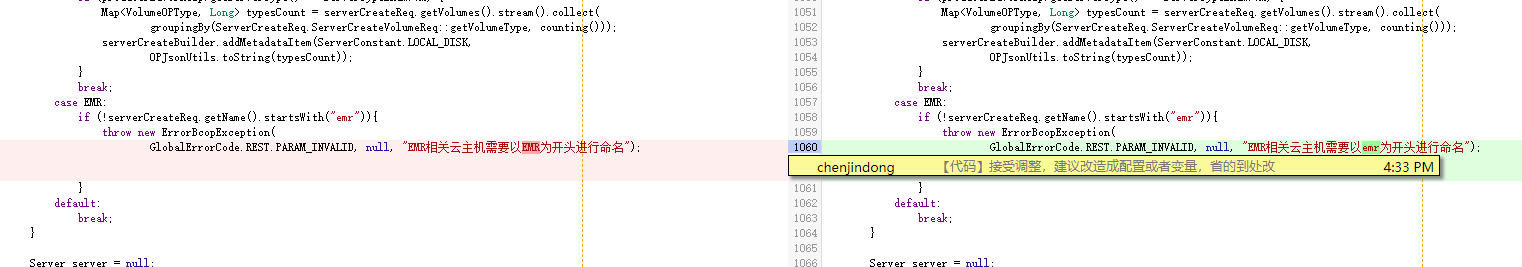 Map<VolumeOPType, Long> typesCount = serverCreateReq.getVolumes().stream().collect(
groupingBy(ServerCreateReq.ServerCreateVolumeReq::getVolumeType, counting()));
serverCreateBuilder.addMetadataItem(ServerConstant.LOCAL_DISK,
OPJsonUtils.toString(typesCount));
}
break;
case EMR:
if (!serverCreateReq.getName().startsWith("emr")){
throw new ErrorBcopException(
GlobalErrorCode.REST.PARAM_INVALID, null, "EMR相关云主机需要以EMR为开头进行命名");
}
default:
break;
}
Server server = null;
1051 Map<VolumeOPType, Long> typesCount = serverCreateReq.getVolumes().stream().collect(
1052 groupingBy(ServerCreateReq.ServerCreateVolumeReq::getVolumeType, counting()));
1053 serverCreateBuilder.addMetadataItem(ServerConstant.LOCAL_DISK,
1054 OPJsonUtils.toString(typesCount));
1055 }
1056 break;
1057 case EMR:
1058 if (!serverCreateReq.getName().startsWith("emr")){
1059 throw new ErrorBcopException(
1060 GlobalErrorCode.REST.PARAM_INVALID, null, "EMR相关云主机需要以emr为开头进行命名");
chenjindong 【代码】接受调整，建议改造成配置或者变量，省的到处改 4:33 PM
1061 }
1062 default:
1063 break;
1064 }
1065
1066 Server server = null;